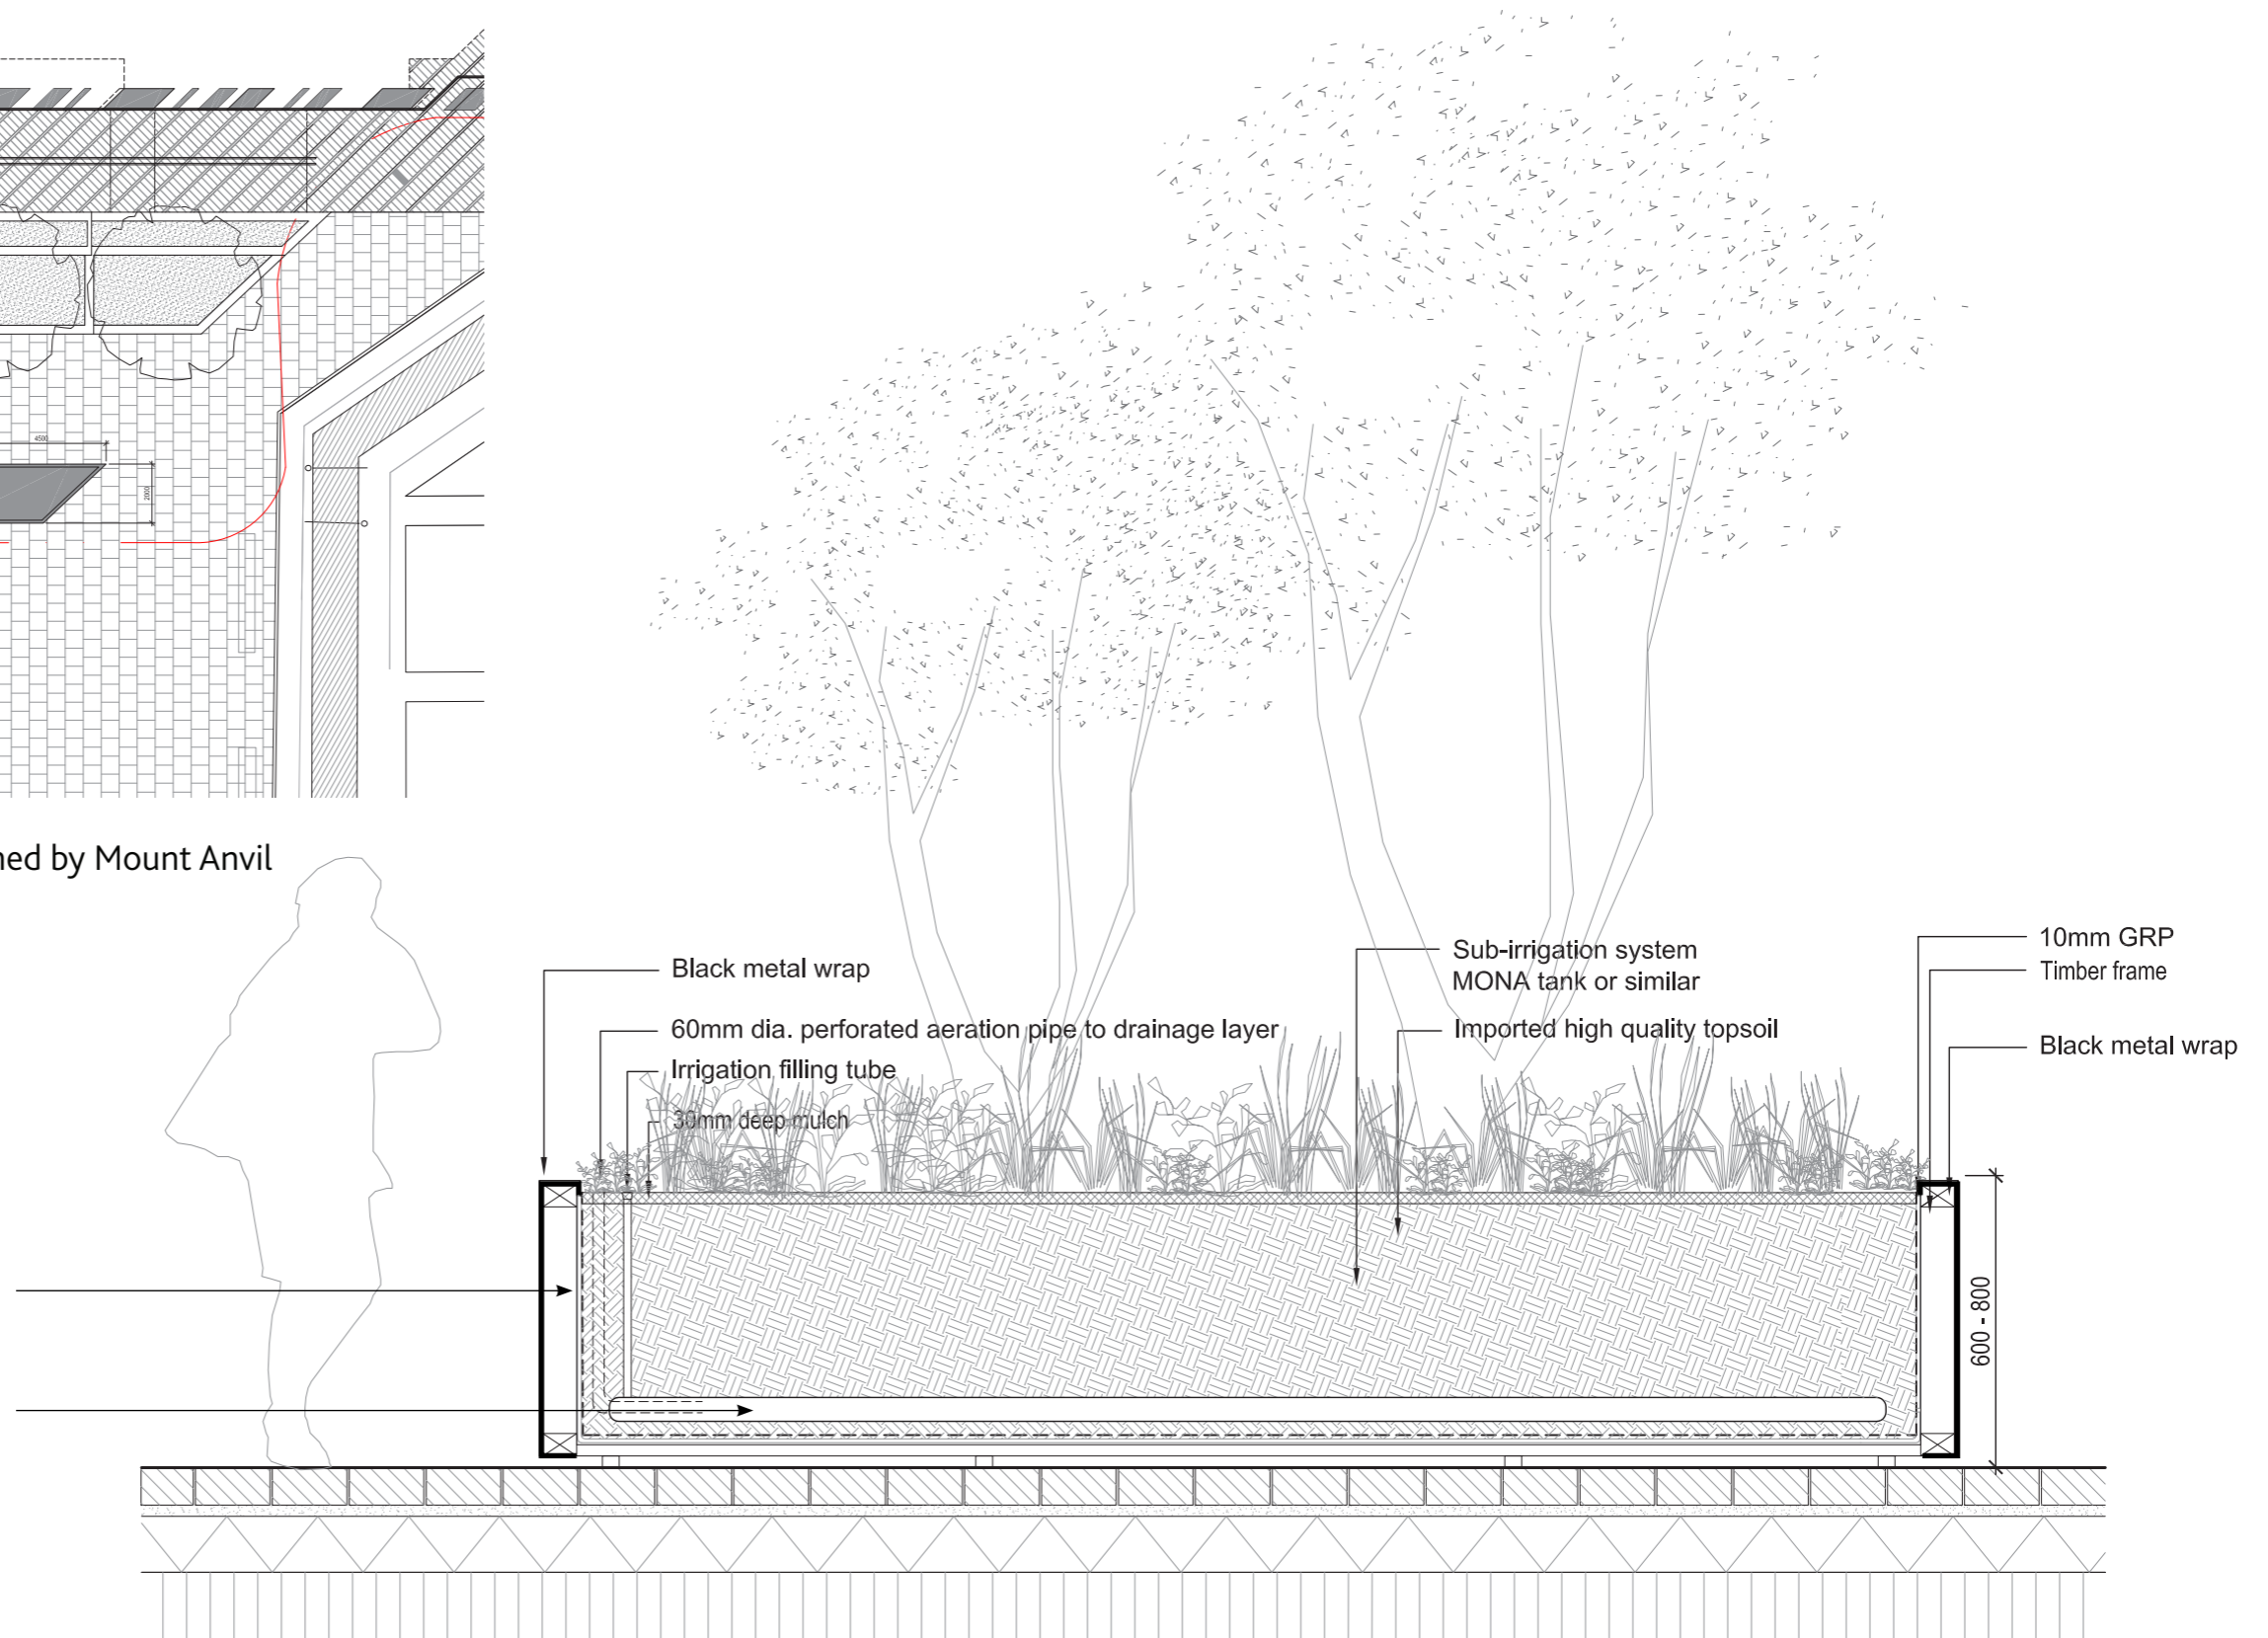 4500
2000
ned by Mount Anvil
Black metal wrap
60mm dia. perforated aeration pipe to drainage layer
Irrigation filling tube
30mm deep mulch
Sub-irrigation system
MONA tank or similar
Imported high quality topsoil
10mm GRP
Timber frame
Black metal wrap
600 - 800